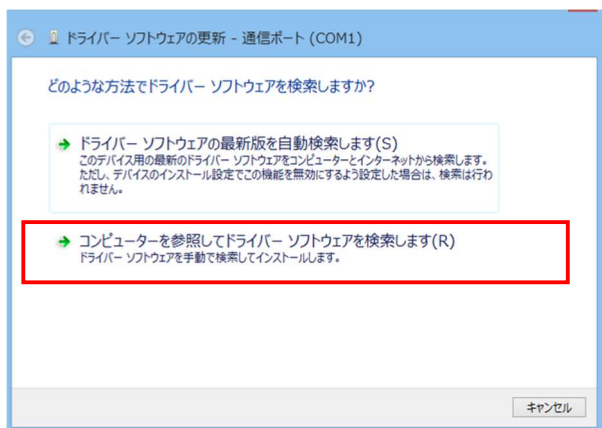 ドライバー ソフトウェアの更新 - 通信ポート (COM1)
どのような方法でドライバー ソフトウェアを検索しますか?
ドライバー ソフトウェアの最新版を自動検索します(S)
このデバイス用の最新のドライバー ソフトウェアをコンピューターとインターネットから検索します。
ただし、デバイスのインストール設定でこの機能を無効にするよう設定した場合は、検索は行わ
れません。
コンピューターを参照してドライバー ソフトウェアを検索します(R)
ドライバー ソフトウェアを手動で検索してインストールします。
キャンセル